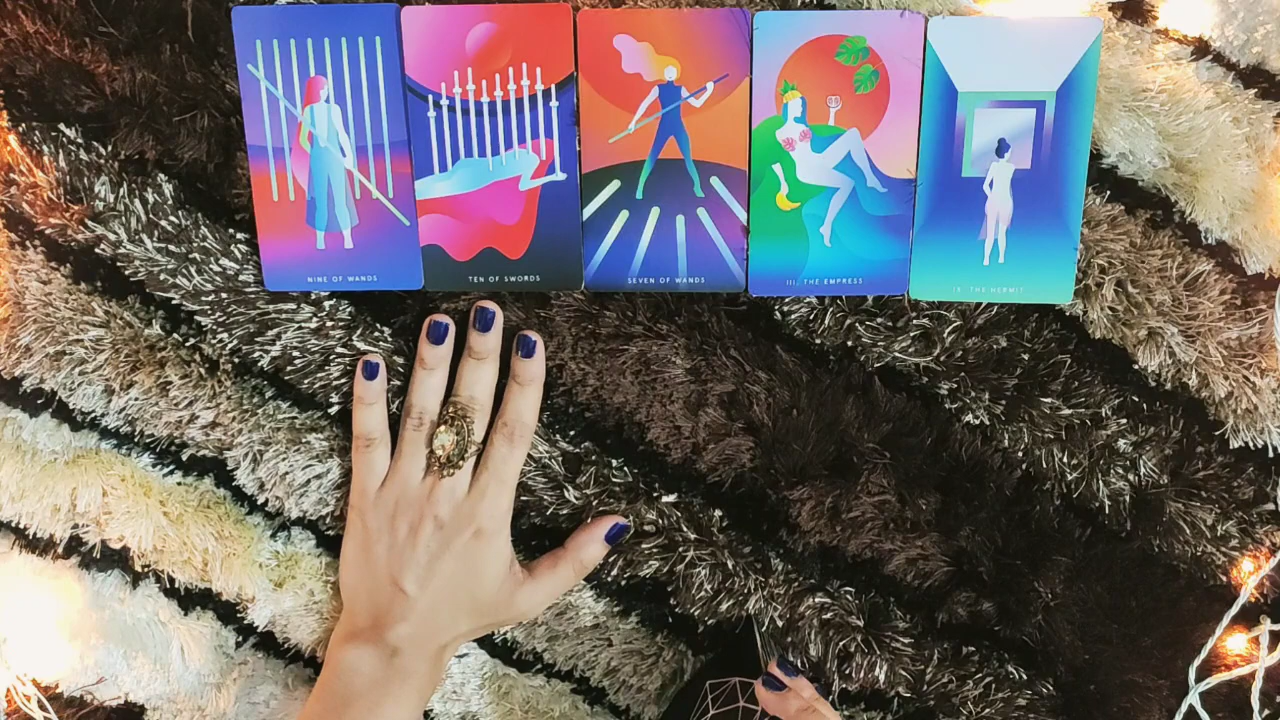 NINE OF WANDS
TEN OF SWORDS
SEVEN OF WANDS
III. THE EMPRESS
IX. THE HERMIT